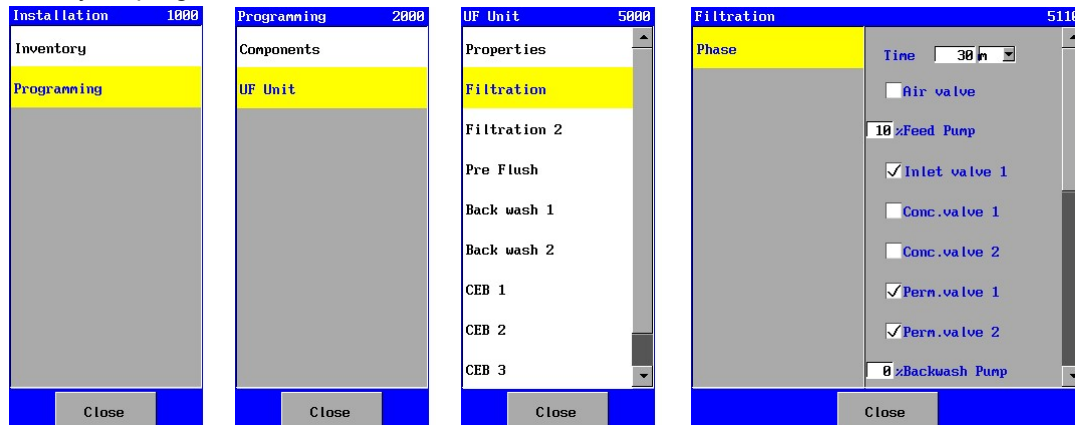 Installation 1000
Inventory
Programming
Close
Programming 2000
Components
UF Unit
Close
UF Unit 5000
Properties
Filtration
Filtration 2
Pre Flush
Back wash 1
Back wash 2
CEB 1
CEB 2
CEB 3
Close
Filtration 5110
Phase
Time 30 m
Air valve
10 %Feed Pump
Inlet valve 1
Conc.valve 1
Conc.valve 2
Perm.valve 1
Perm.valve 2
0 %Backwash Pump
Close